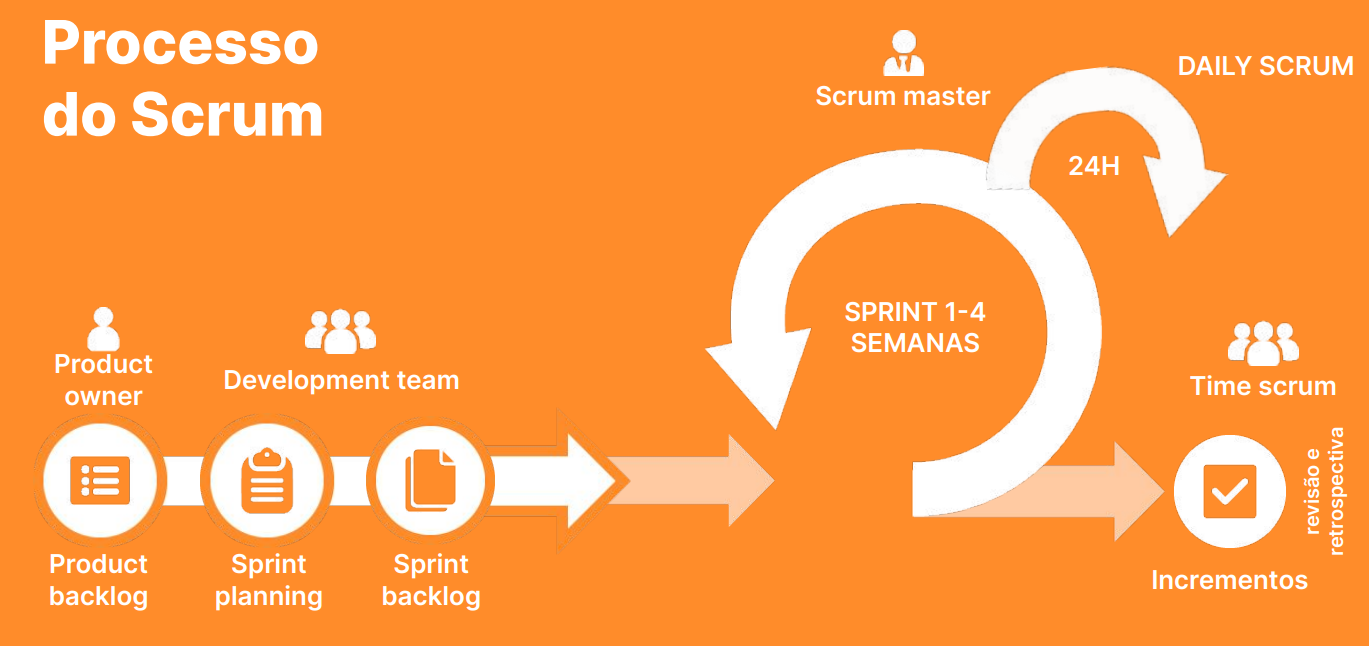 Processo
do Scrum
Scrum master
DAILY SCRUM
24H
SPRINT 1-4
SEMANAS
Product
owner
Development team
Time scrum
Product
backlog
Sprint
planning
Sprint
backlog
revisão e
retrospectiva
Incrementos